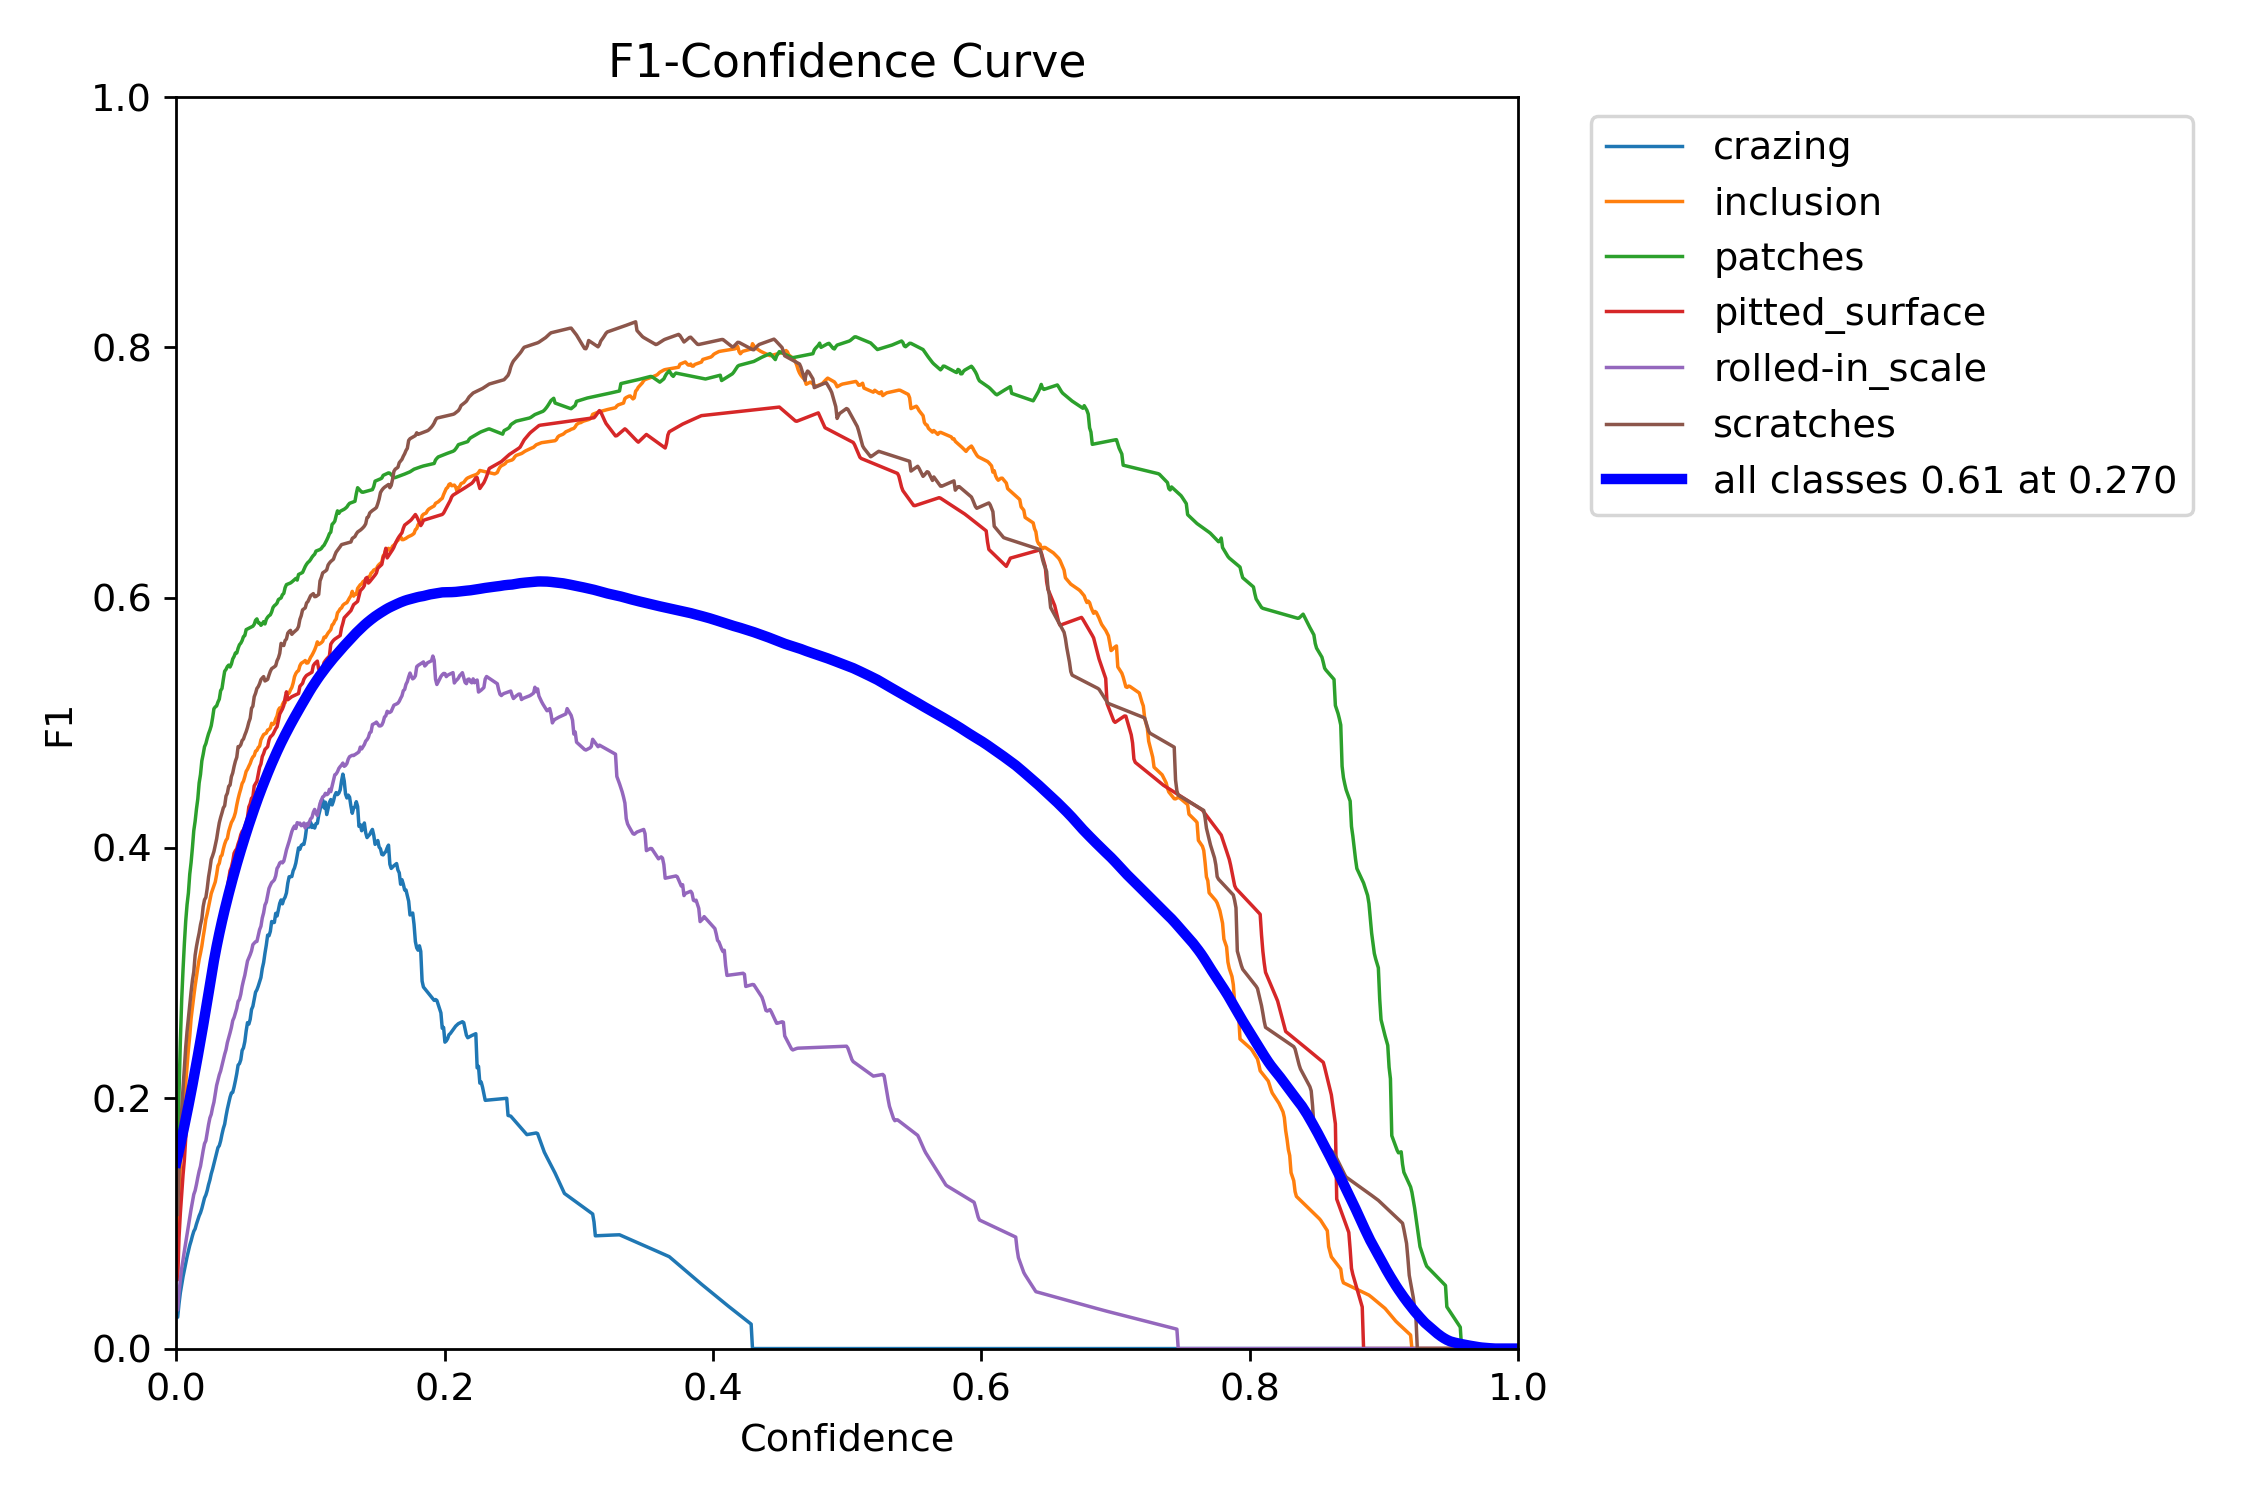 F1-Confidence Curve
1.0
0.8
0.6
0.4
0.2
0.0
F1
0.0 0.2 0.4 0.6 0.8 1.0
Confidence
crazing
inclusion
patches
pitted_surface
rolled-in_scale
scratches
all classes 0.61 at 0.270